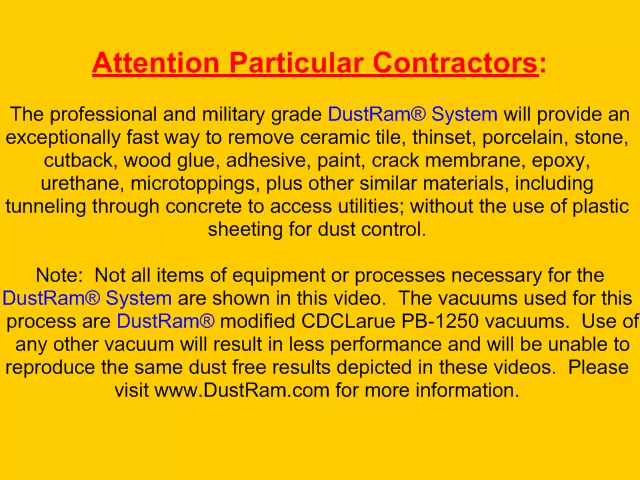 Attention Particular Contractors:
The professional and military grade DustRam® System will provide an
exceptionally fast way to remove ceramic tile, thinset, porcelain, stone,
cutback, wood glue, adhesive, paint, crack membrane, epoxy,
urethane, microtoppings, plus other similar materials, including
tunneling through concrete to access utilities; without the use of plastic
sheeting for dust control.
Note:  Not all items of equipment or processes necessary for the
DustRam® System are shown in this video.  The vacuums used for this
process are DustRam® modified CDCLarue PB-1250 vacuums.  Use of
any other vacuum will result in less performance and will be unable to
reproduce the same dust free results depicted in these videos.  Please
visit www.DustRam.com for more information.